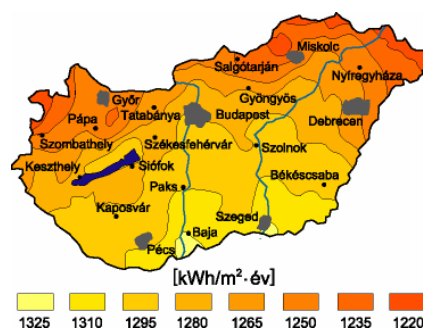 Miskolc
Salgótarján
Nyíregyháza
Győr
Gyöngyös
Tatabánya
Pápa
Budapest
Debrecen
Szombathely
Székesfehérvár
Szolnok
Keszthely
Siófok
Békéscsaba
Paks
Kaposvár
Szeged
Baja
Pécs
[kWh/m²·év]
1325 1310 1295 1280 1265 1250 1235 1220